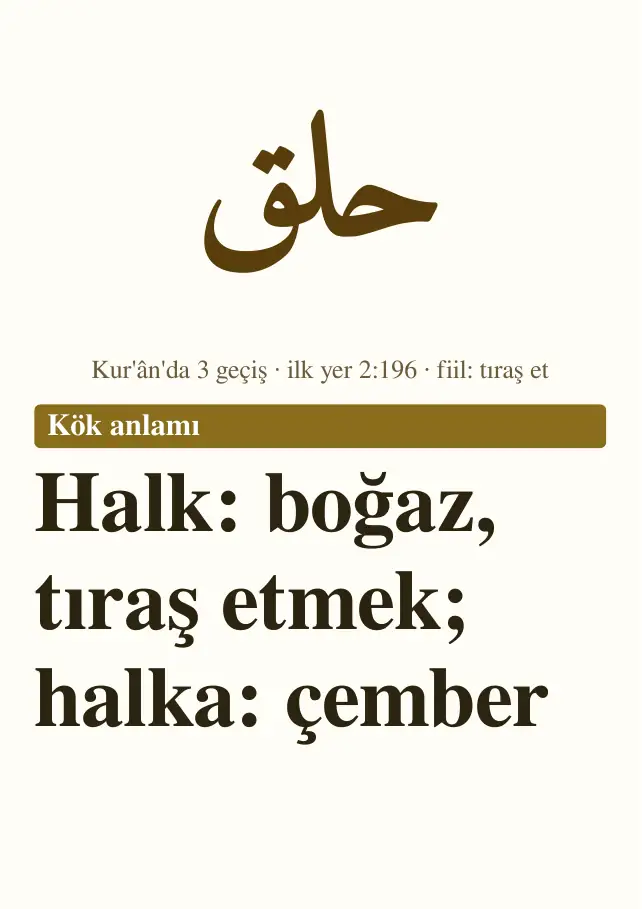 حلق
Kur'ân'da 3 geçiş · ilk yer 2:196 · fiil: tıraş et
Kök anlamı
Halk: boğaz,
tıraş etmek;
halka: çember